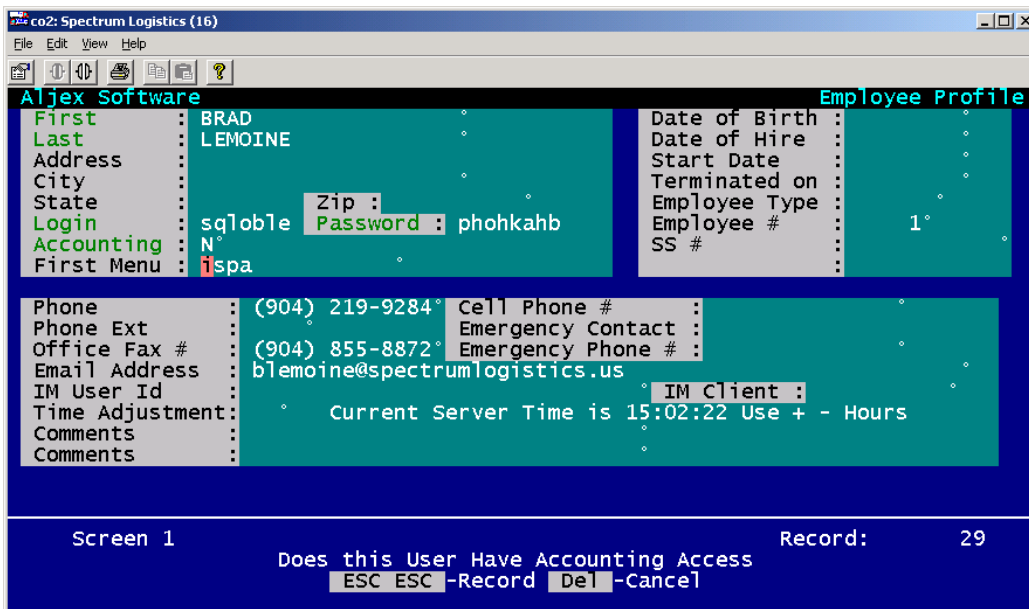 co2: Spectrum Logistics (16)
File Edit View Help
Aljex Software Employee Profile
First : BRAD Date of Birth :
Last : LEMOINE Date of Hire :
Address : Start Date :
City : Terminated on :
State : Zip : Employee Type :
Login : sqloble Password : phohkahb Employee # : 1
Accounting : N SS # :
First Menu : ispa :
Phone : (904) 219-9284 Cell Phone # :
Phone Ext : Emergency Contact :
Office Fax # : (904) 855-8872 Emergency Phone # :
Email Address : blemoine@spectrumlogistics.us
IM User Id : IM Client :
Time Adjustment: Current Server Time is 15:02:22 Use + - Hours
Comments :
Comments :
Screen 1 Record: 29
Does this User Have Accounting Access
ESC ESC -Record Del -Cancel